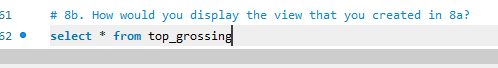 61 # 8b. How would you display the view that you created in 8a?
62 select * from top_grossing